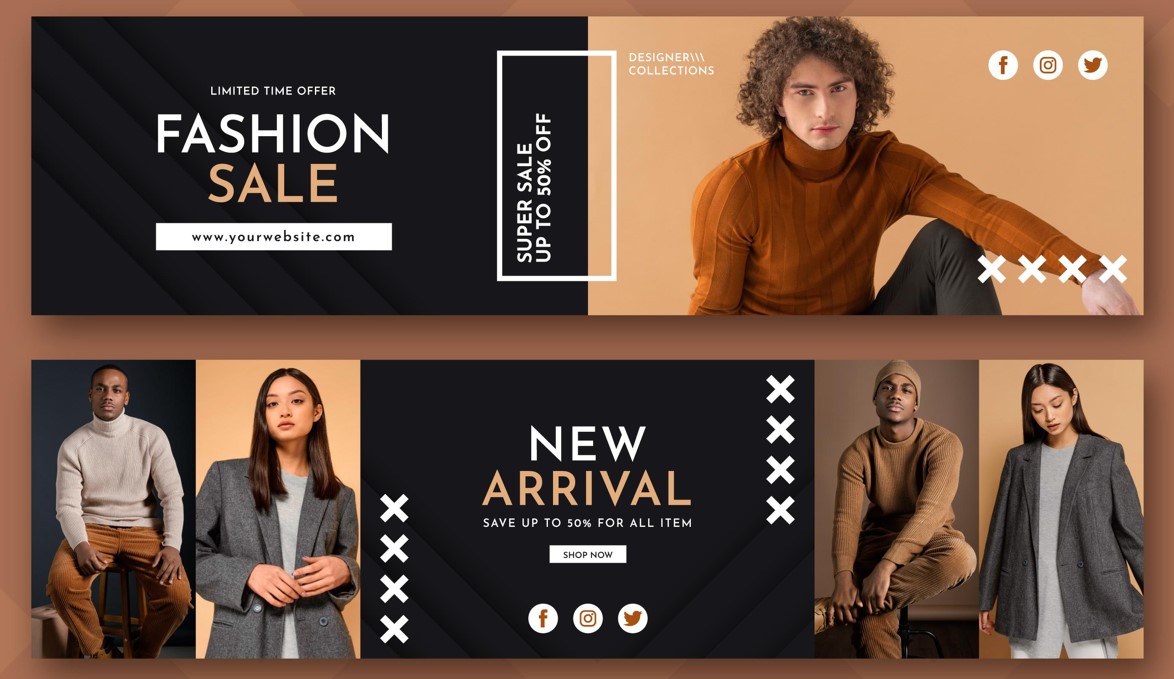 LIMITED TIME OFFER
FASHION
SALE
www.yourwebsite.com
SUPER SALE
UP TO 50% OFF
DESIGNER\\\
COLLECTIONS
NEW
ARRIVAL
SAVE UP TO 50% FOR ALL ITEM
SHOP NOW